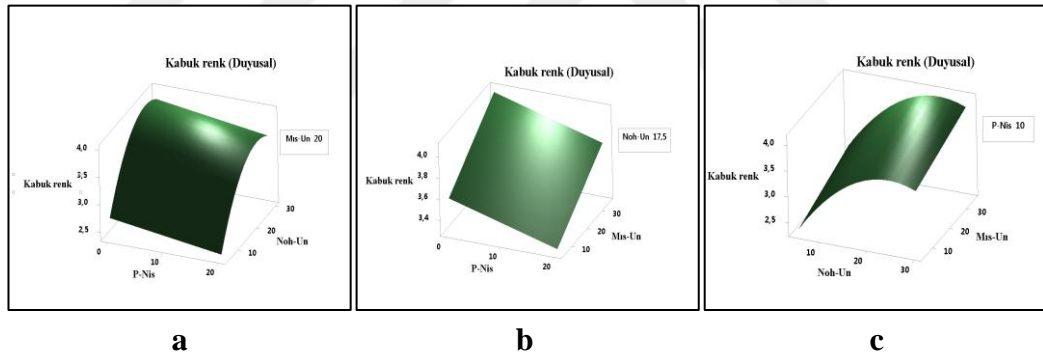 Kabuk renk (Duyusal)
Mıs-Un 20
4,0
3,5
Kabuk renk
3,0
2,5
0
10
20
P-Nis
10
20
30
Noh-Un
a
Kabuk renk (Duyusal)
Noh-Un 17,5
4,0
3,8
Kabuk renk
3,6
3,4
0
10
20
P-Nis
10
20
30
Mıs-Un
b
Kabuk renk (Duyusal)
P-Nis 10
4,0
3,5
Kabuk renk
3,0
2,5
10
20
30
Noh-Un
10
20
30
Mıs-Un
c